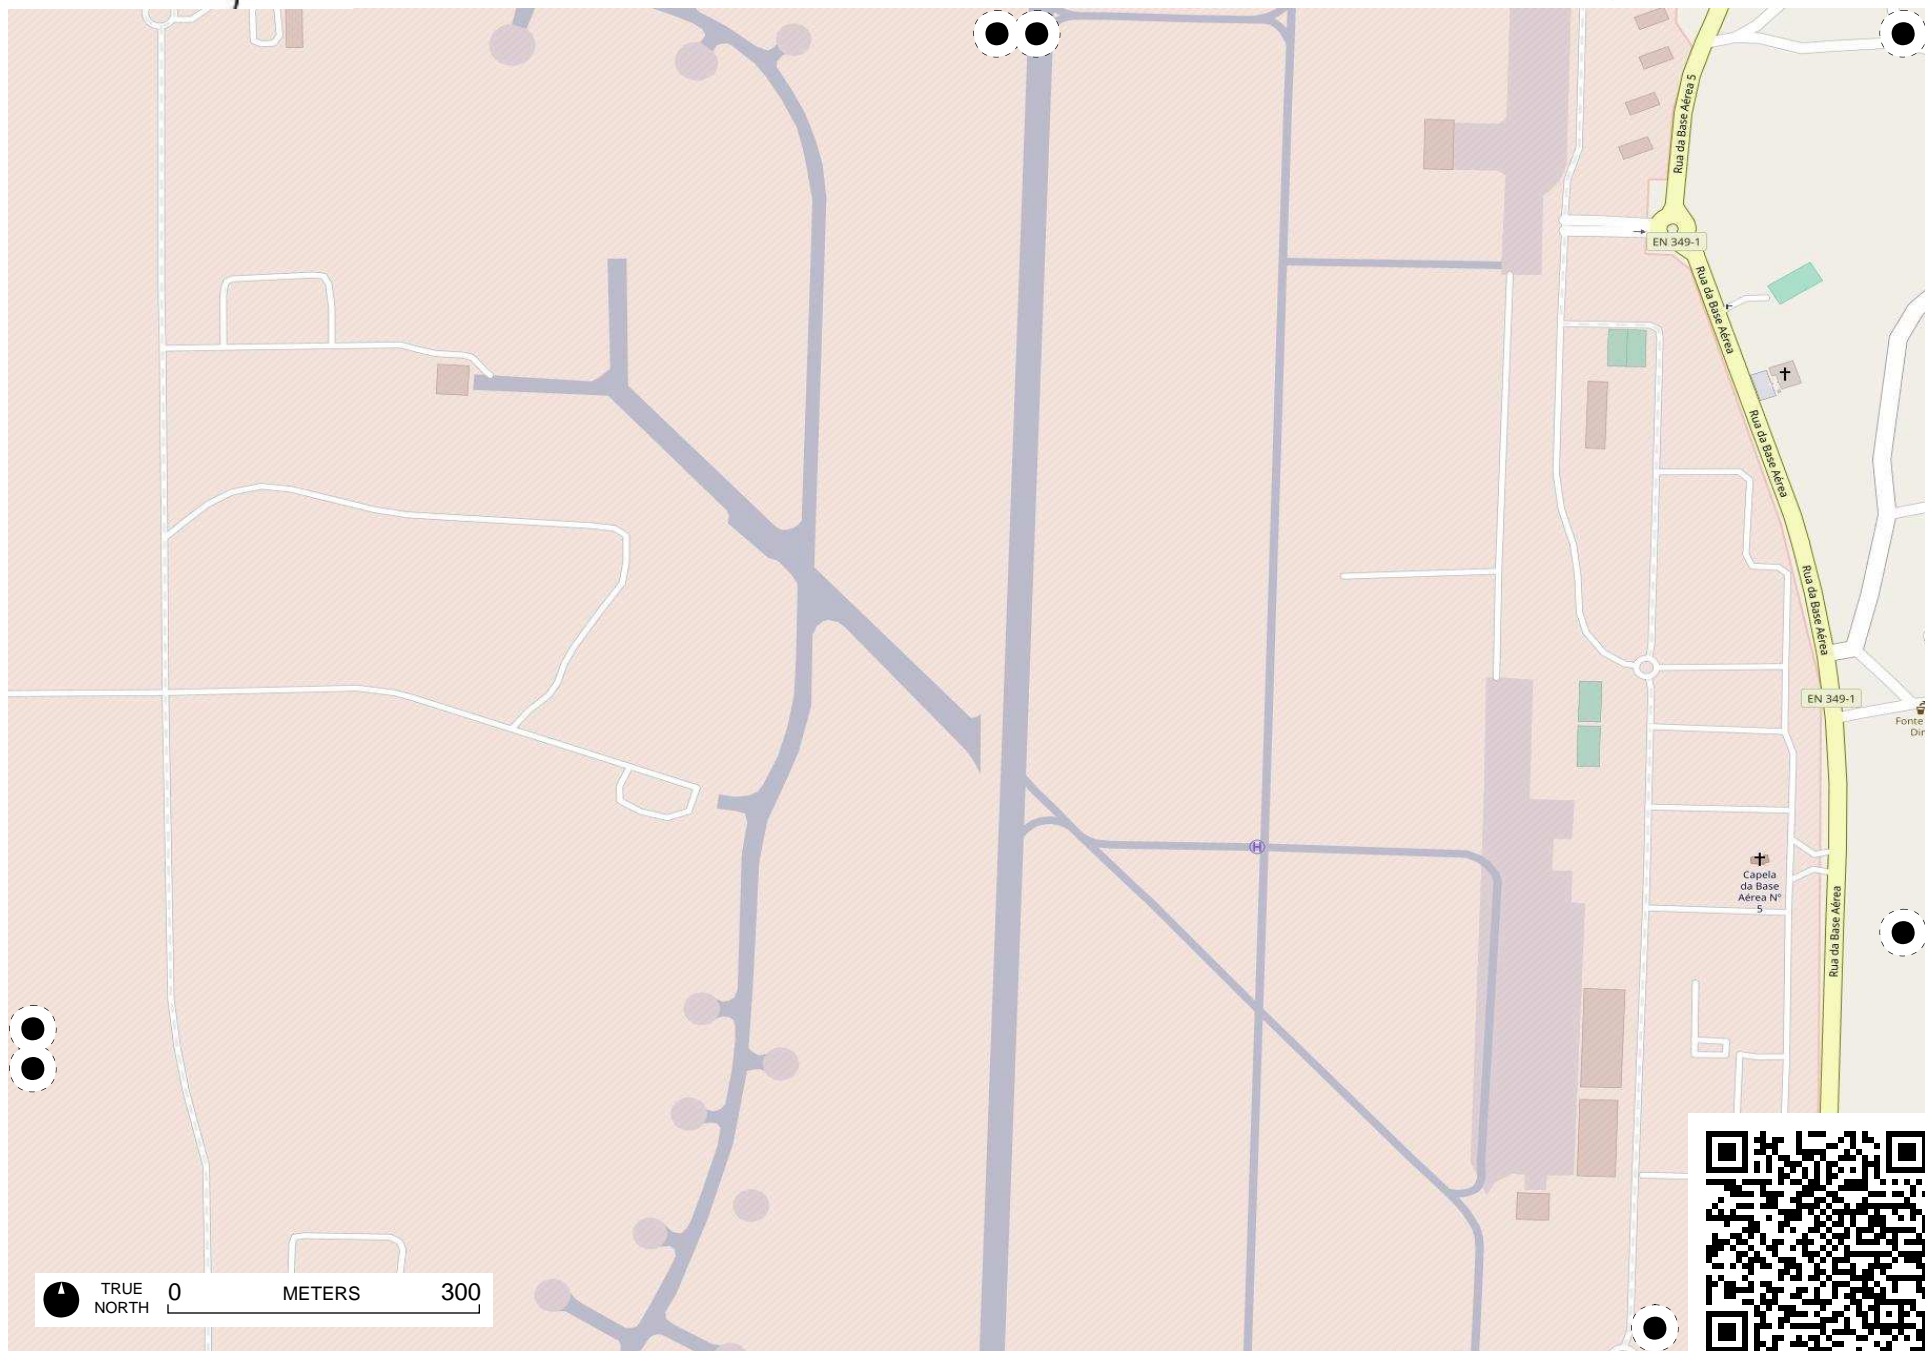 Rua da Base Aérea 5
EN 349-1
Rua da Base Aérea
Rua da Base Aérea
Rua da Base Aérea
EN 349-1
Fonte
Dir
H
Capela
da Base
Aérea Nº
5
Rua da Base Aérea
TRUE
NORTH
0
METERS
300